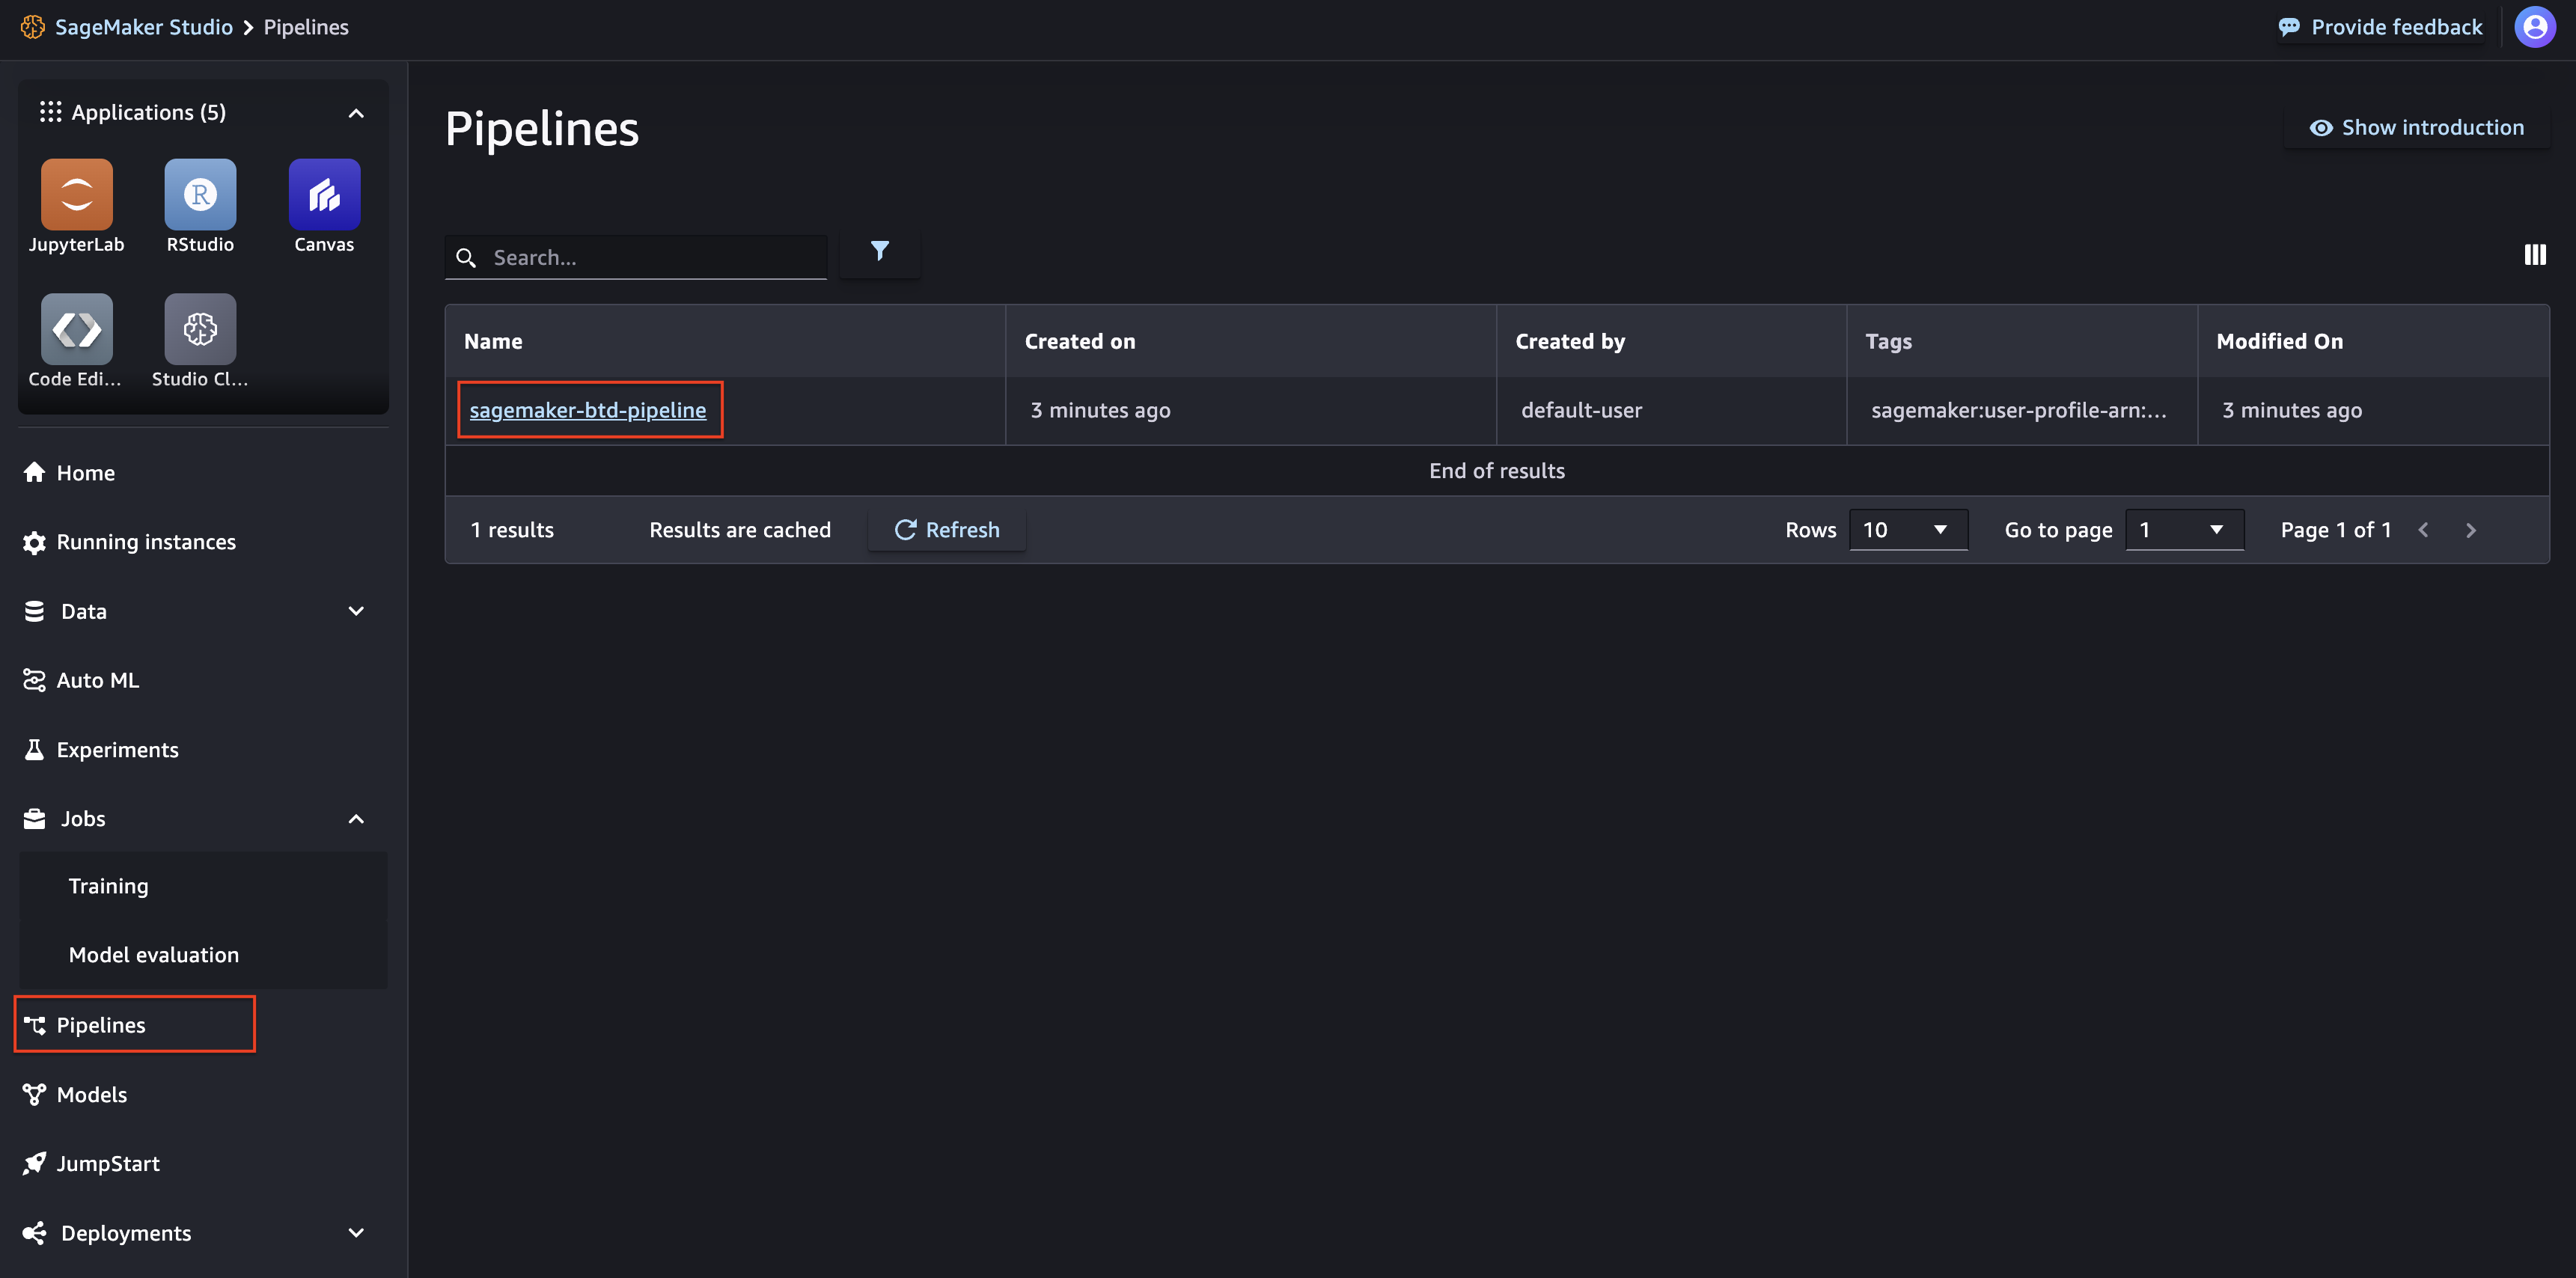 SageMaker Studio > Pipelines
Provide feedback
Applications (5)
JupyterLab
RStudio
Canvas
Code Edi...
Studio Cl...
Home
Running instances
Data
Auto ML
Experiments
Jobs
Training
Model evaluation
Pipelines
Models
JumpStart
Deployments
Pipelines
Show introduction
Search...
Name Created on Created by Tags Modified On
sagemaker-btd-pipeline 3 minutes ago default-user sagemaker:user-profile-arn:... 3 minutes ago
End of results
1 results Results are cached Refresh Rows 10 Go to page 1 Page 1 of 1